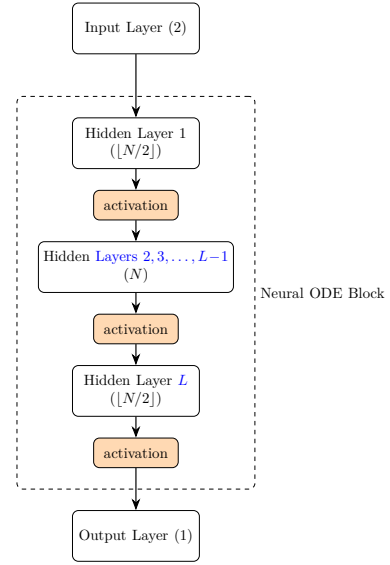 Input Layer (2)
Hidden Layer 1
(⌊N/2⌋)
activation
Hidden Layers 2, 3, . . . , L−1
(N)
activation
Neural ODE Block
Hidden Layer L
(⌊N/2⌋)
activation
Output Layer (1)